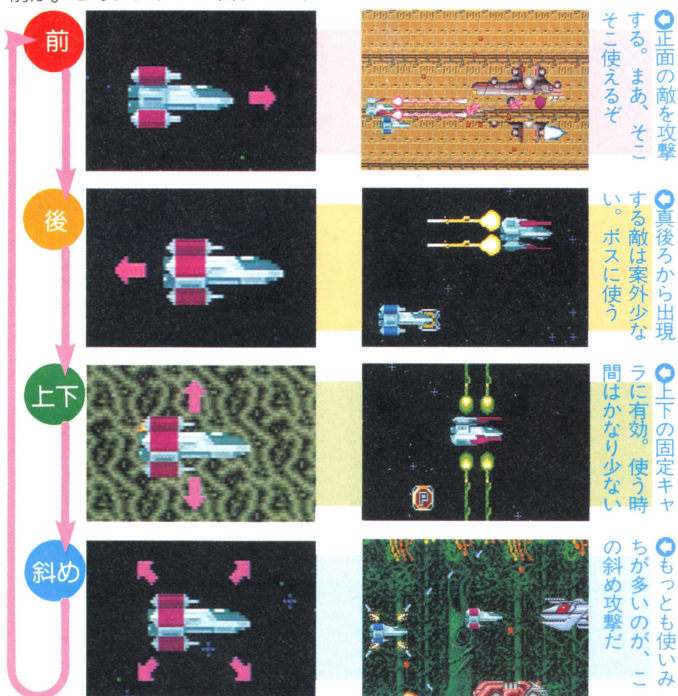 前
➲正面の敵を攻撃
する。まあ、そこ
そこ使えるぞ
後
➲真後ろから出現
する敵は案外少な
い。ボスに使う
上下
➲上下の固定キャ
ラに有効。使う時
間はかなり少ない
P
斜め
➲もっとも使いみ
ちが多いのが、こ
の斜め攻撃だ